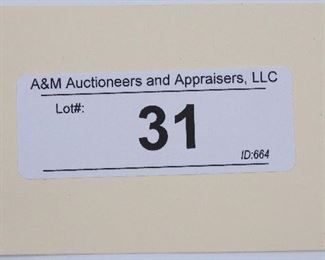 A&M Auctioneers and Appraisers, LLC
Lot#:
31
ID:664